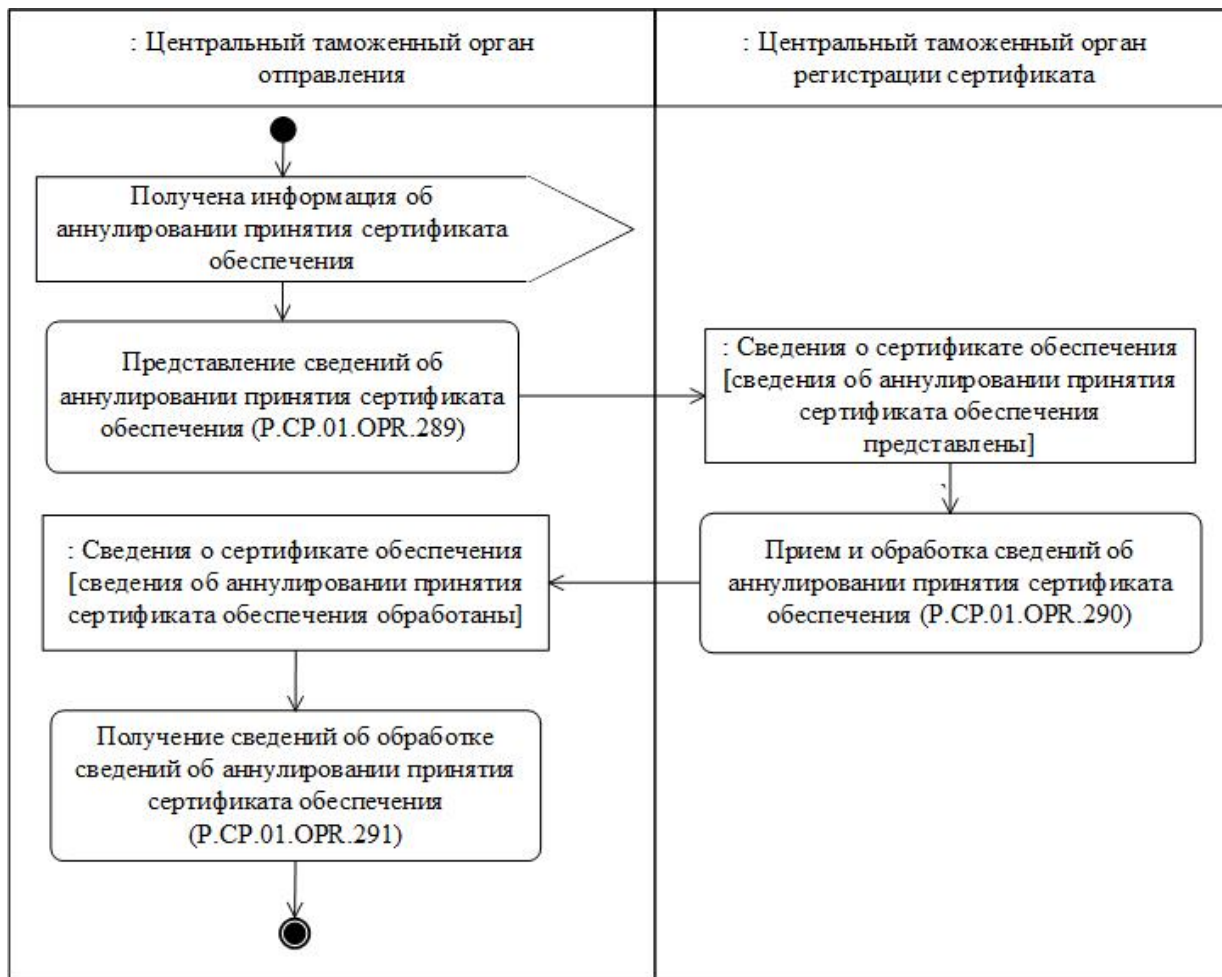 : Центральный таможенный орган
отправления
: Центральный таможенный орган
регистрации сертификата
Получена информация об
аннулировании принятия сертификата
обеспечения
Представление сведений об
аннулировании принятия сертификата
обеспечения (P.CP.01.OPR.289)
: Сведения о сертификате обеспечения
[сведения об аннулировании принятия
сертификата обеспечения
представлены]
: Сведения о сертификате обеспечения
[сведения об аннулировании принятия
сертификата обеспечения обработаны]
Прием и обработка сведений об
аннулировании принятия сертификата
обеспечения (P.CP.01.OPR.290)
Получение сведений об обработке
сведений об аннулировании принятия
сертификата обеспечения
(P.CP.01.OPR.291)